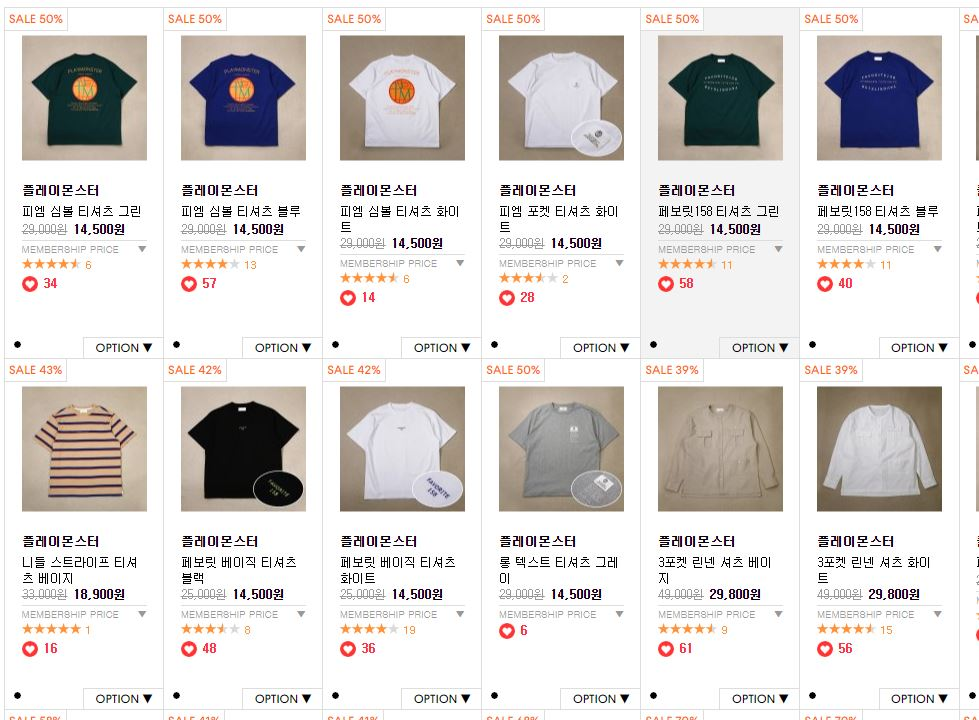 SALE 50% SALE 50% SALE 50% SALE 50% SALE 50% SALE 50%
PLAYMONSTER PLAYMONSTER PLAYMONSTER
플레이몬스터 플레이몬스터 플레이몬스터 플레이몬스터 플레이몬스터 플레이몬스터
피엠 심볼 티셔츠 그린 피엠 심볼 티셔츠 블루 피엠 심볼 티셔츠 화이트 피엠 포켓 티셔츠 화이트 페보릿158 티셔츠 그린 페보릿158 티셔츠 블루
29,000원 14,500원 29,000원 14,500원 29,000원 14,500원 29,000원 14,500원 29,000원 14,500원 29,000원 14,500원
MEMBERSHIP PRICE ▼ MEMBERSHIP PRICE ▼ MEMBERSHIP PRICE ▼ MEMBERSHIP PRICE ▼ MEMBERSHIP PRICE ▼ MEMBERSHIP PRICE ▼
6 13 6 2 11 11
34 57 14 28 58 40
OPTION ▼ OPTION ▼ OPTION ▼ OPTION ▼ OPTION ▼ OPTION ▼
SALE 43% SALE 42% SALE 42% SALE 50% SALE 39% SALE 39%
FAVORITE 158 FAVORITE 158
플레이몬스터 플레이몬스터 플레이몬스터 플레이몬스터 플레이몬스터 플레이몬스터
니들 스트라이프 티셔츠 베이지 페보릿 베이직 티셔츠 블랙 페보릿 베이직 티셔츠 화이트 롱 텍스트 티셔츠 그레이 3포켓 린넨 셔츠 베이지 3포켓 린넨 셔츠 화이트
33,000원 18,900원 25,000원 14,500원 25,000원 14,500원 29,000원 14,500원 49,000원 29,800원 49,000원 29,800원
MEMBERSHIP PRICE ▼ MEMBERSHIP PRICE ▼ MEMBERSHIP PRICE ▼ MEMBERSHIP PRICE ▼ MEMBERSHIP PRICE ▼ MEMBERSHIP PRICE ▼
1 8 19 9 15
16 48 36 6 61 56
OPTION ▼ OPTION ▼ OPTION ▼ OPTION ▼ OPTION ▼ OPTION ▼